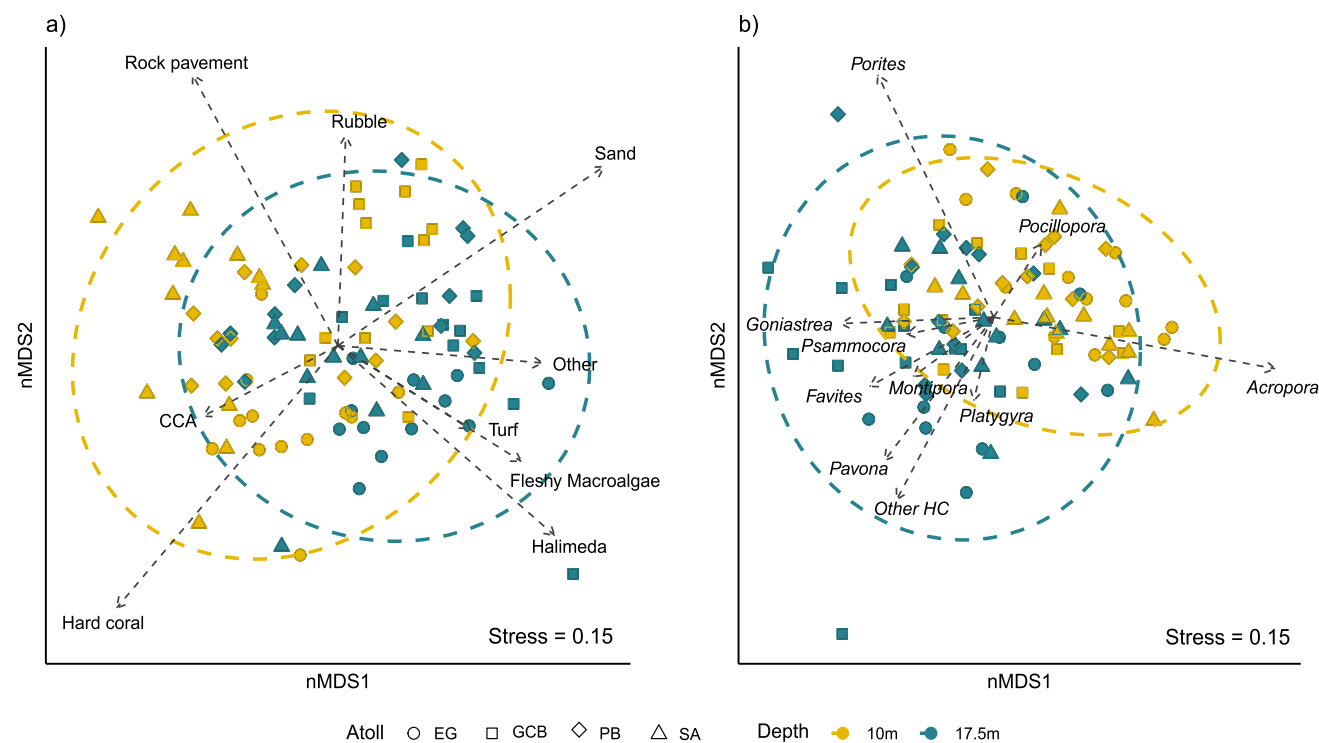 a)
Rock pavement
Rubble
Sand
Other
CCA
Turf
Fleshy Macroalgae
Halimeda
Hard coral
Stress = 0.15
nMDS2
nMDS1
b)
Porites
Pocillopora
Goniastrea
Psammocora
Favites
Montipora
Platygyra
Acropora
Pavona
Other HC
Stress = 0.15
nMDS2
nMDS1
Atoll EG GCB PB SA Depth 10m 17.5m